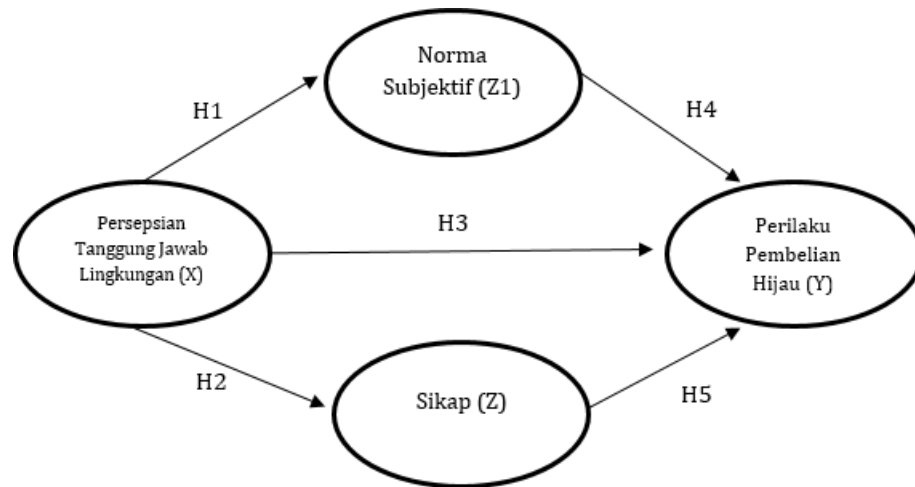 Norma
Subjektif (Z1)
H1
H4
Persepsian
Tanggung Jawab
Lingkungan (X)
H3
Perilaku
Pembelian
Hijau (Y)
H2
Sikap (Z)
H5